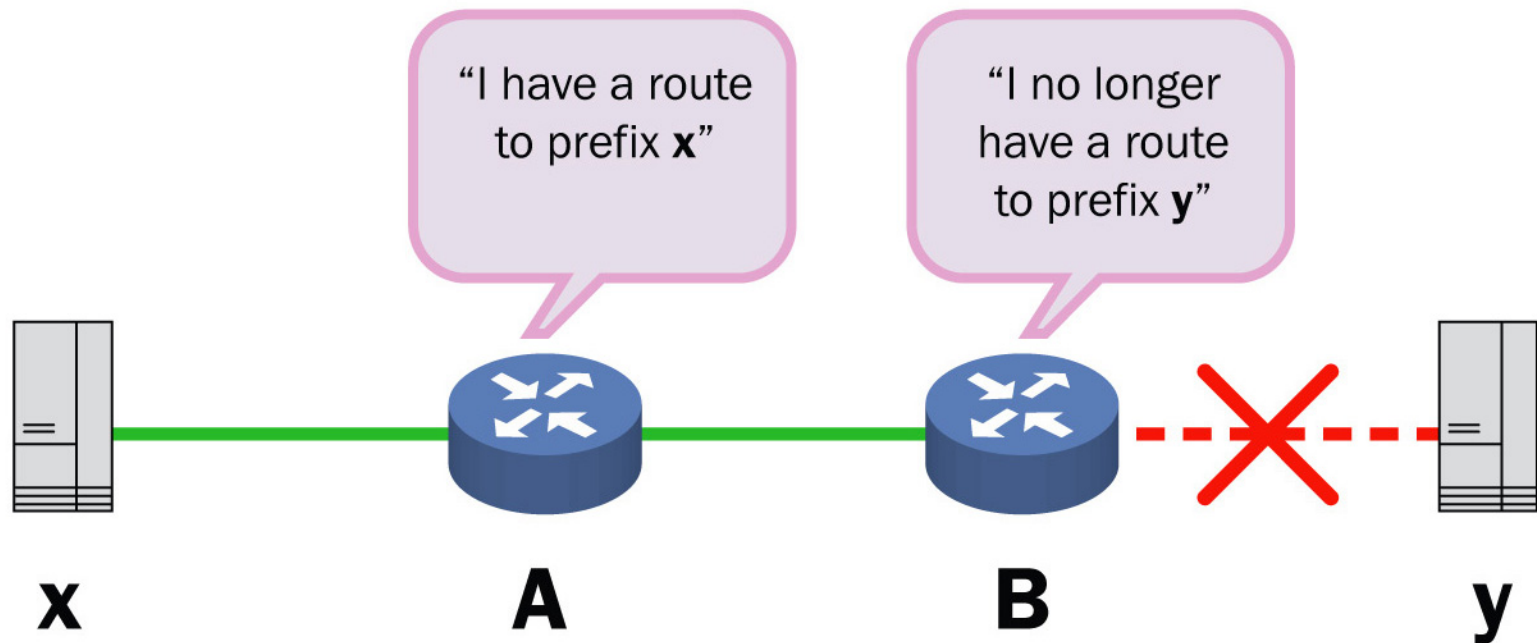 “I have a route
to prefix x”
“I no longer
have a route
to prefix y”
x
A
B
y